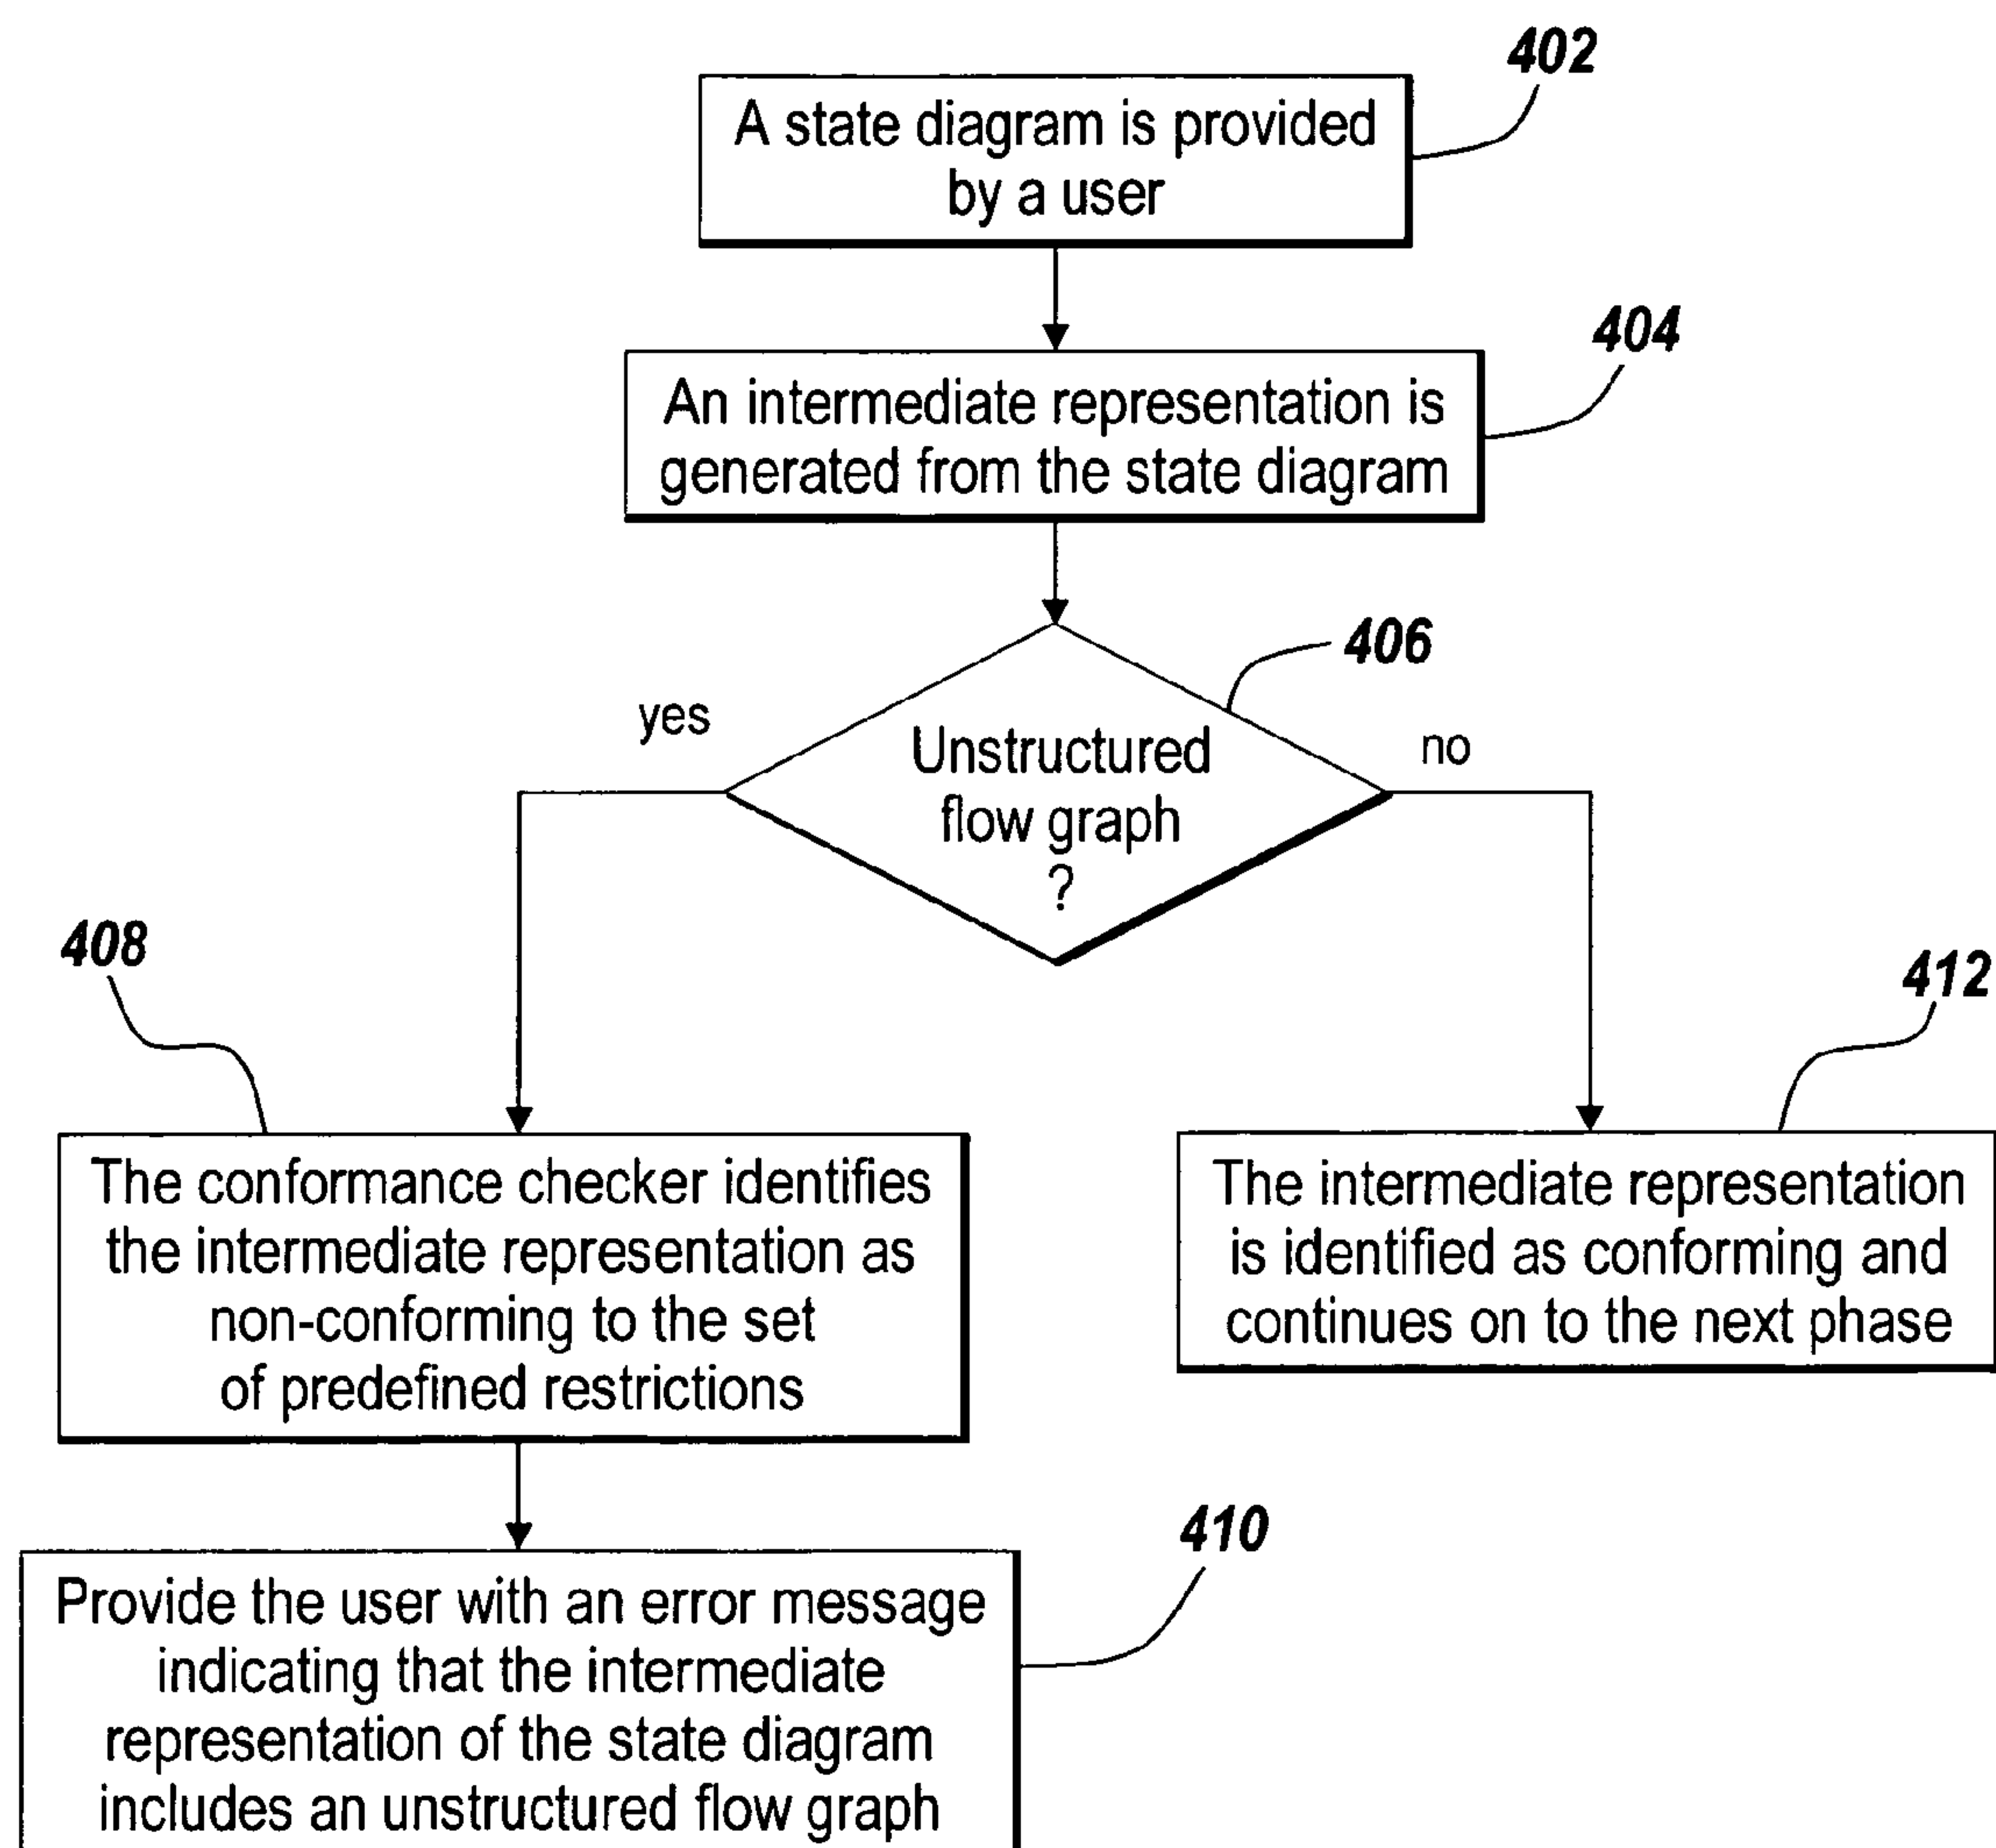 402
A state diagram is provided
by a user
404
An intermediate representation is
generated from the state diagram
406
yes
no
Unstructured
flow graph
?
408
412
The conformance checker identifies
the intermediate representation as
non-conforming to the set
of predefined restrictions
The intermediate representation
is identified as conforming and
continues on to the next phase
410
Provide the user with an error message
indicating that the intermediate
representation of the state diagram
includes an unstructured flow graph